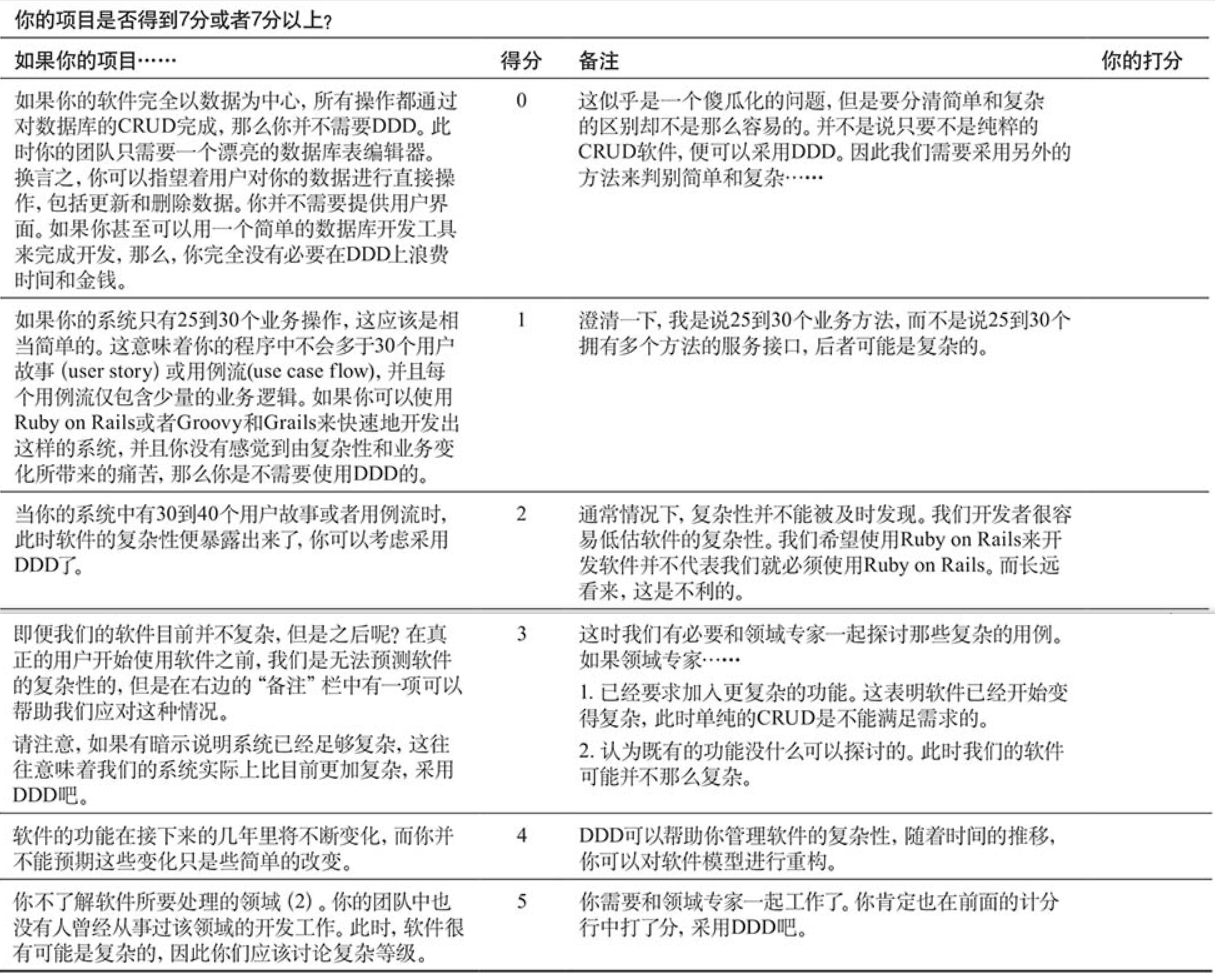 你的项目是否得到7分或者7分以上?
如果你的项目…… 得分 备注 你的打分
如果你的软件完全以数据为中心，所有操作都通过
对数据库的CRUD完成，那么你并不需要DDD。此
时你的团队只需要一个漂亮的数据库表编辑器。
换言之，你可以指望着用户对你的数据进行直接操
作，包括更新和删除数据。你并不需要提供用户界
面。如果你甚至可以用一个简单的数据库开发工具
来完成开发，那么，你完全没有必要在DDD上浪费
时间和金钱。
0
这似乎是一个傻瓜化的问题，但是要分清简单和复杂
的区别却不是那么容易的。并不是说只要不是纯粹的
CRUD软件，便可以采用DDD。因此我们需要采用另外的
方法来判别简单和复杂……
如果你的系统只有25到30个业务操作，这应该是相
当简单的。这意味着你的程序中不会多于30个用户
故事 (user story) 或用例流(use case flow)，并且每
个用例流仅包含少量的业务逻辑。如果你可以使用
Ruby on Rails或者Groovy和Grails来快速地开发出
这样的系统，并且你没有感觉到由复杂性和业务变
化所带来的痛苦，那么你是不需要使用DDD的。
1
澄清一下，我是说25到30个业务方法，而不是说25到30个
拥有多个方法的服务接口，后者可能是复杂的。
当你的系统中有30到40个用户故事或者用例流时，
此时软件的复杂性便暴露出来了，你可以考虑采用
DDD了。
2
通常情况下，复杂性并不能被及时发现。我们开发者很容
易低估软件的复杂性。我们希望使用Ruby on Rails来开
发软件并不代表我们就必须使用Ruby on Rails。而长远
看来，这是不利的。
即便我们的软件目前并不复杂，但是之后呢？在真
正的用户开始使用软件之前，我们是无法预测软件
的复杂性的，但是在右边的“备注”栏中有一项可以
帮助我们应对这种情况。
请注意，如果有暗示说明系统已经足够复杂，这往
往意味着我们的系统实际上比目前更加复杂，采用
DDD吧。
3
这时我们有必要和领域专家一起探讨那些复杂的用例。
如果领域专家……
1. 已经要求加入更复杂的功能。这表明软件已经开始变
得复杂，此时单纯的CRUD是不能满足需求的。
2. 认为既有的功能没什么可以探讨的。此时我们的软件
可能并不那么复杂。
软件的功能在接下来的几年里将不断变化，而你并
不能预期这些变化只是些简单的改变。
4
DDD可以帮助你管理软件的复杂性，随着时间的推移，
你可以对软件模型进行重构。
你不了解软件所要处理的领域 (2) 。你的团队中也
没有人曾经从事过该领域的开发工作。此时，软件很
有可能是复杂的，因此你们应该讨论复杂等级。
5
你需要和领域专家一起工作了。你肯定也在前面的计分
行中打了分，采用DDD吧。